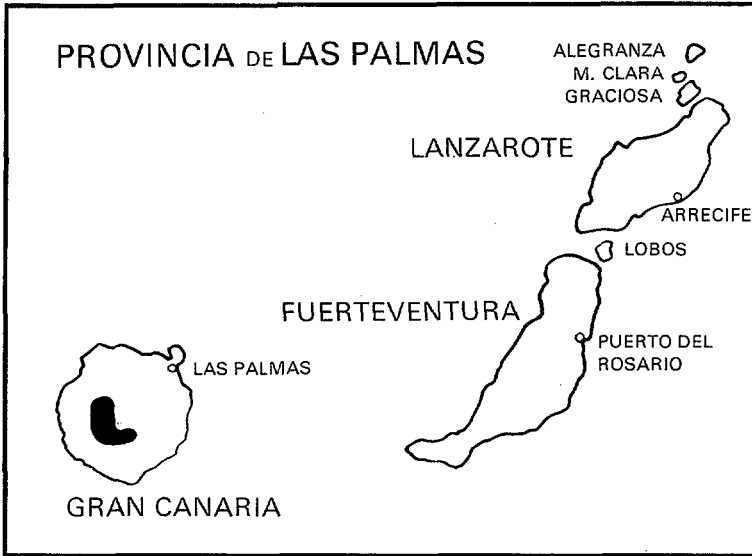 PROVINCIA DE LAS PALMAS
ALEGRANZA
M. CLARA
GRACIOSA
LANZAROTE
ARRECIFE
LOBOS
FUERTEVENTURA
PUERTO DEL
ROSARIO
LAS PALMAS
GRAN CANARIA